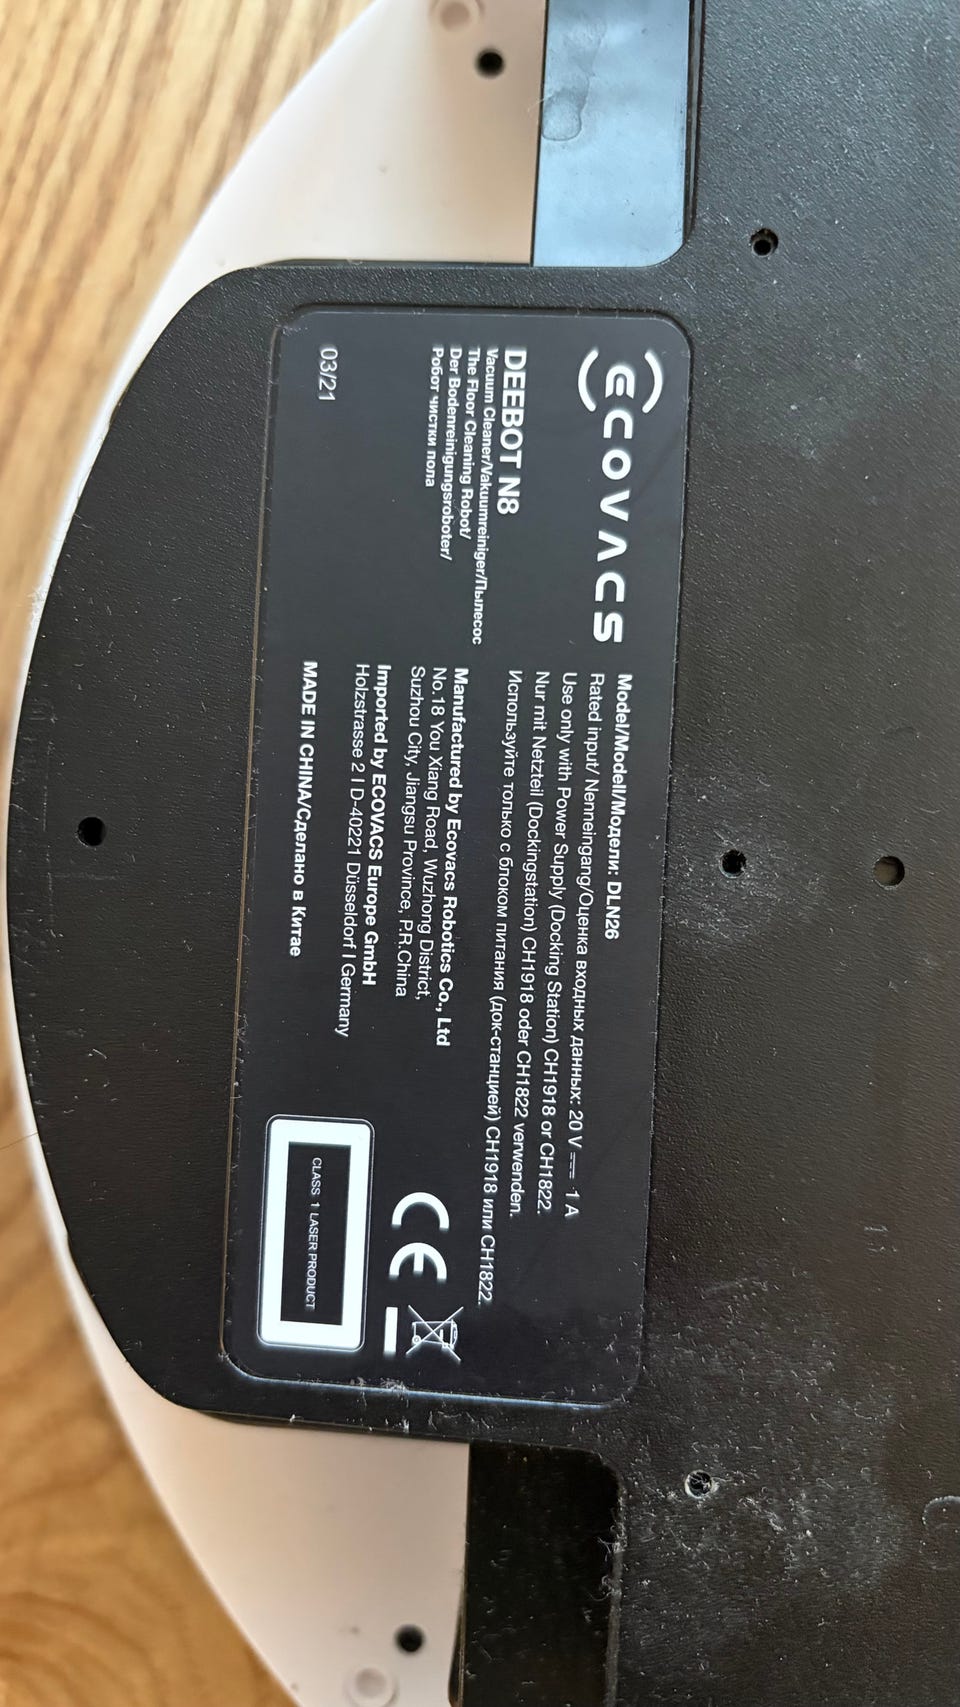 ECOVACS
DEEBOT N8
Vacuum Cleaner/Vakuumreiniger/Пылесос
The Floor Cleaning Robot/
Der Bodenreinigungsroboter/
Робот чистки пола
03/21
Model/Modell/Модели: DLN26
Rated input/ Nenneingang/Оценка входных данных: 20 V ⎓ 1 A
Use only with Power Supply (Docking Station) CH1918 or CH1822.
Nur mit Netzteil (Dockingstation) CH1918 oder CH1822 verwenden.
Используйте только с блоком питания (док-станцией) CH1918 или CH1822.
Manufactured by Ecovacs Robotics Co., Ltd
No.18 You Xiang Road, Wuzhong District,
Suzhou City, Jiangsu Province, P.R.China
Imported by ECOVACS Europe GmbH
Holzstrasse 2 I D-40221 Düsseldorf I Germany
MADE IN CHINA/Сделано в Китае
CE
CLASS 1 LASER PRODUCT